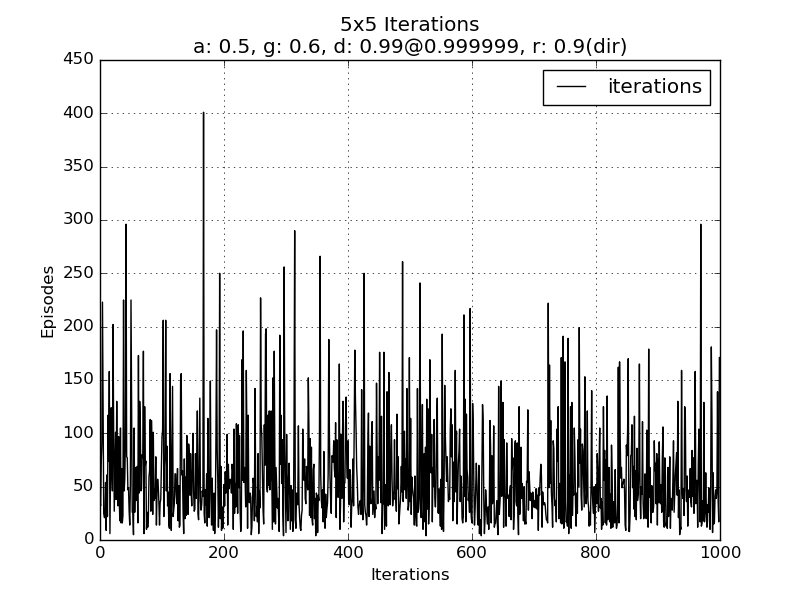 5x5 Iterations
a: 0.5, g: 0.6, d: 0.99@0.999999, r: 0.9(dir)
450
400
350
300
250
200
150
100
50
0
Episodes
iterations
0 200 400 600 800 1000
Iterations